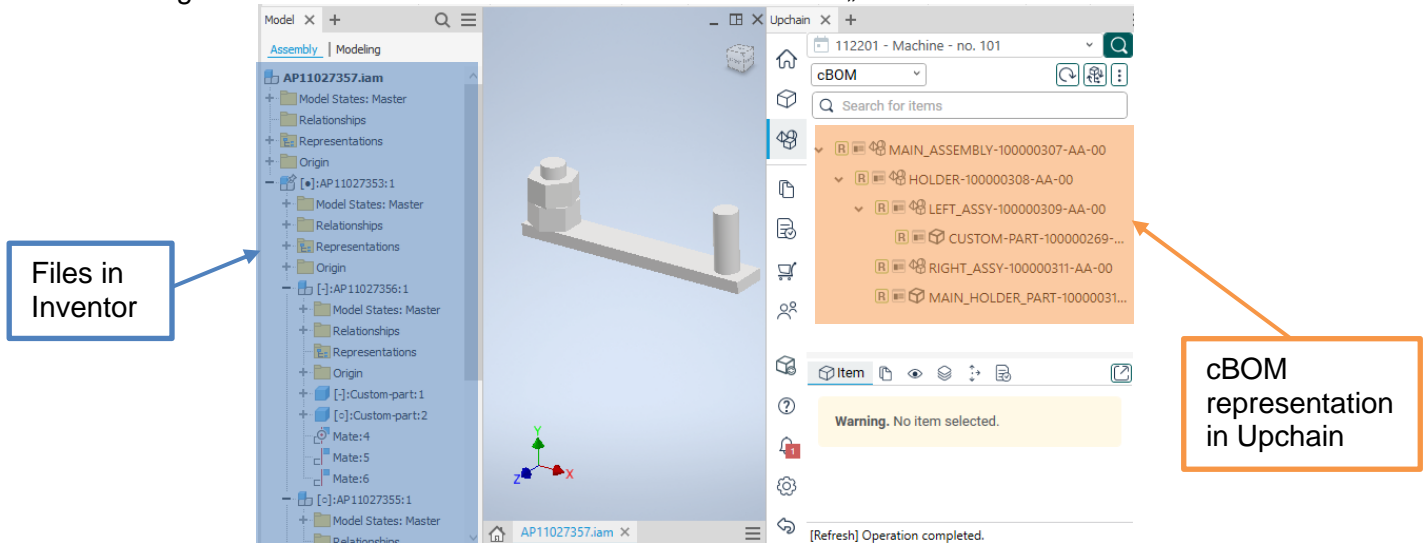 Model
Assembly | Modeling
AP11027357.iam
Model States: Master
Relationships
Representations
Origin
[•]:AP11027353:1
Model States: Master
Relationships
Representations
Origin
[-]:AP11027356:1
Model States: Master
Relationships
Representations
Origin
[-]:Custom-part:1
[○]:Custom-part:2
Mate:4
Mate:5
Mate:6
[○]:AP11027355:1
Model States: Master
Relationships
Files in
Inventor
Y
Z
X
AP11027357.iam
Upchain
112201 - Machine - no. 101
cBOM
Search for items
R MAIN_ASSEMBLY-100000307-AA-00
R HOLDER-100000308-AA-00
R LEFT_ASSY-100000309-AA-00
R CUSTOM-PART-100000269-...
R RIGHT_ASSY-100000311-AA-00
R MAIN_HOLDER_PART-10000031...
Item
Warning. No item selected.
1
[Refresh] Operation completed.
cBOM
representation
in Upchain